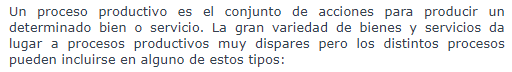 Un proceso productivo es el conjunto de acciones para producir un
determinado bien o servicio. La gran variedad de bienes y servicios da
lugar a procesos productivos muy dispares pero los distintos procesos
pueden incluirse en alguno de estos tipos: